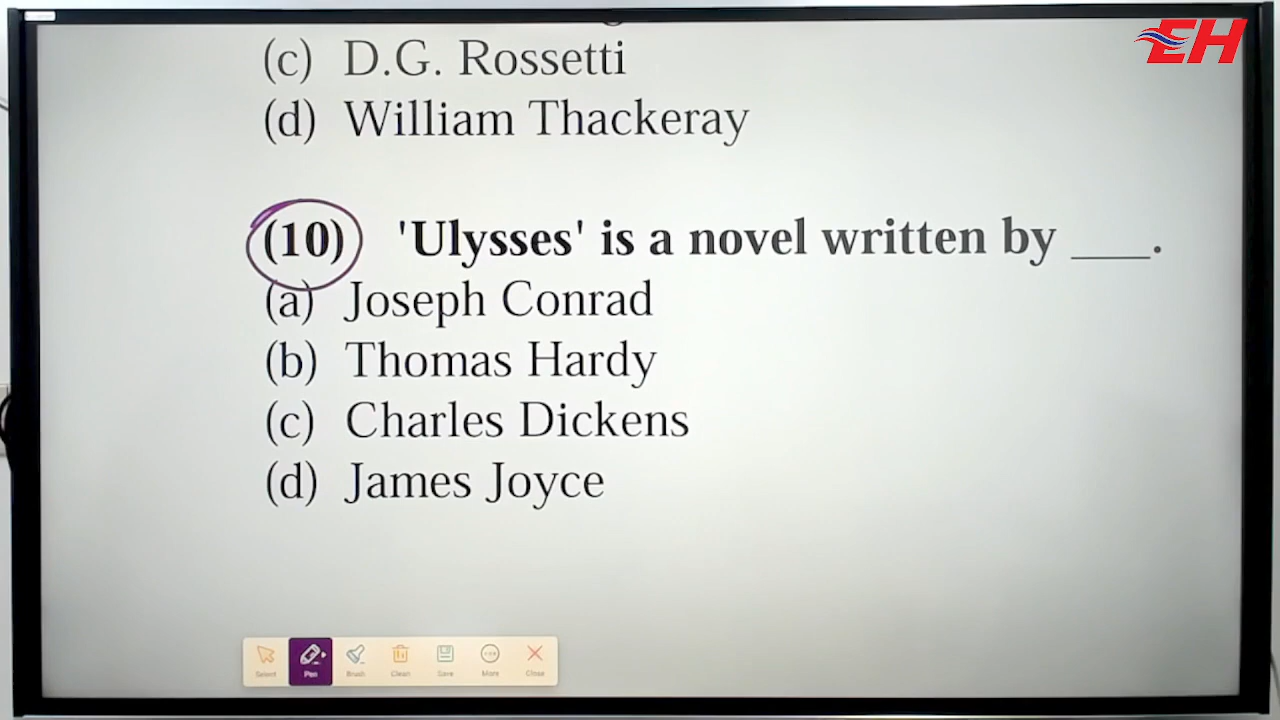 EH
(c) D.G. Rossetti
(d) William Thackeray
(10) 'Ulysses' is a novel written by ___.
(a) Joseph Conrad
(b) Thomas Hardy
(c) Charles Dickens
(d) James Joyce
Select Pen Brush Clean Save More Close